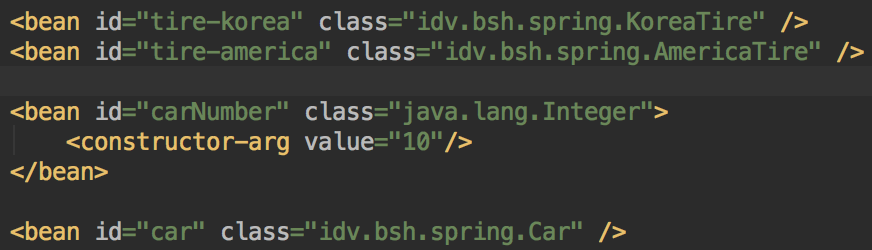 <bean id="tire-korea" class="idv.bsh.spring.KoreaTire" />
<bean id="tire-america" class="idv.bsh.spring.AmericaTire" />
<bean id="carNumber" class="java.lang.Integer">
<constructor-arg value="10"/>
</bean>
<bean id="car" class="idv.bsh.spring.Car" />